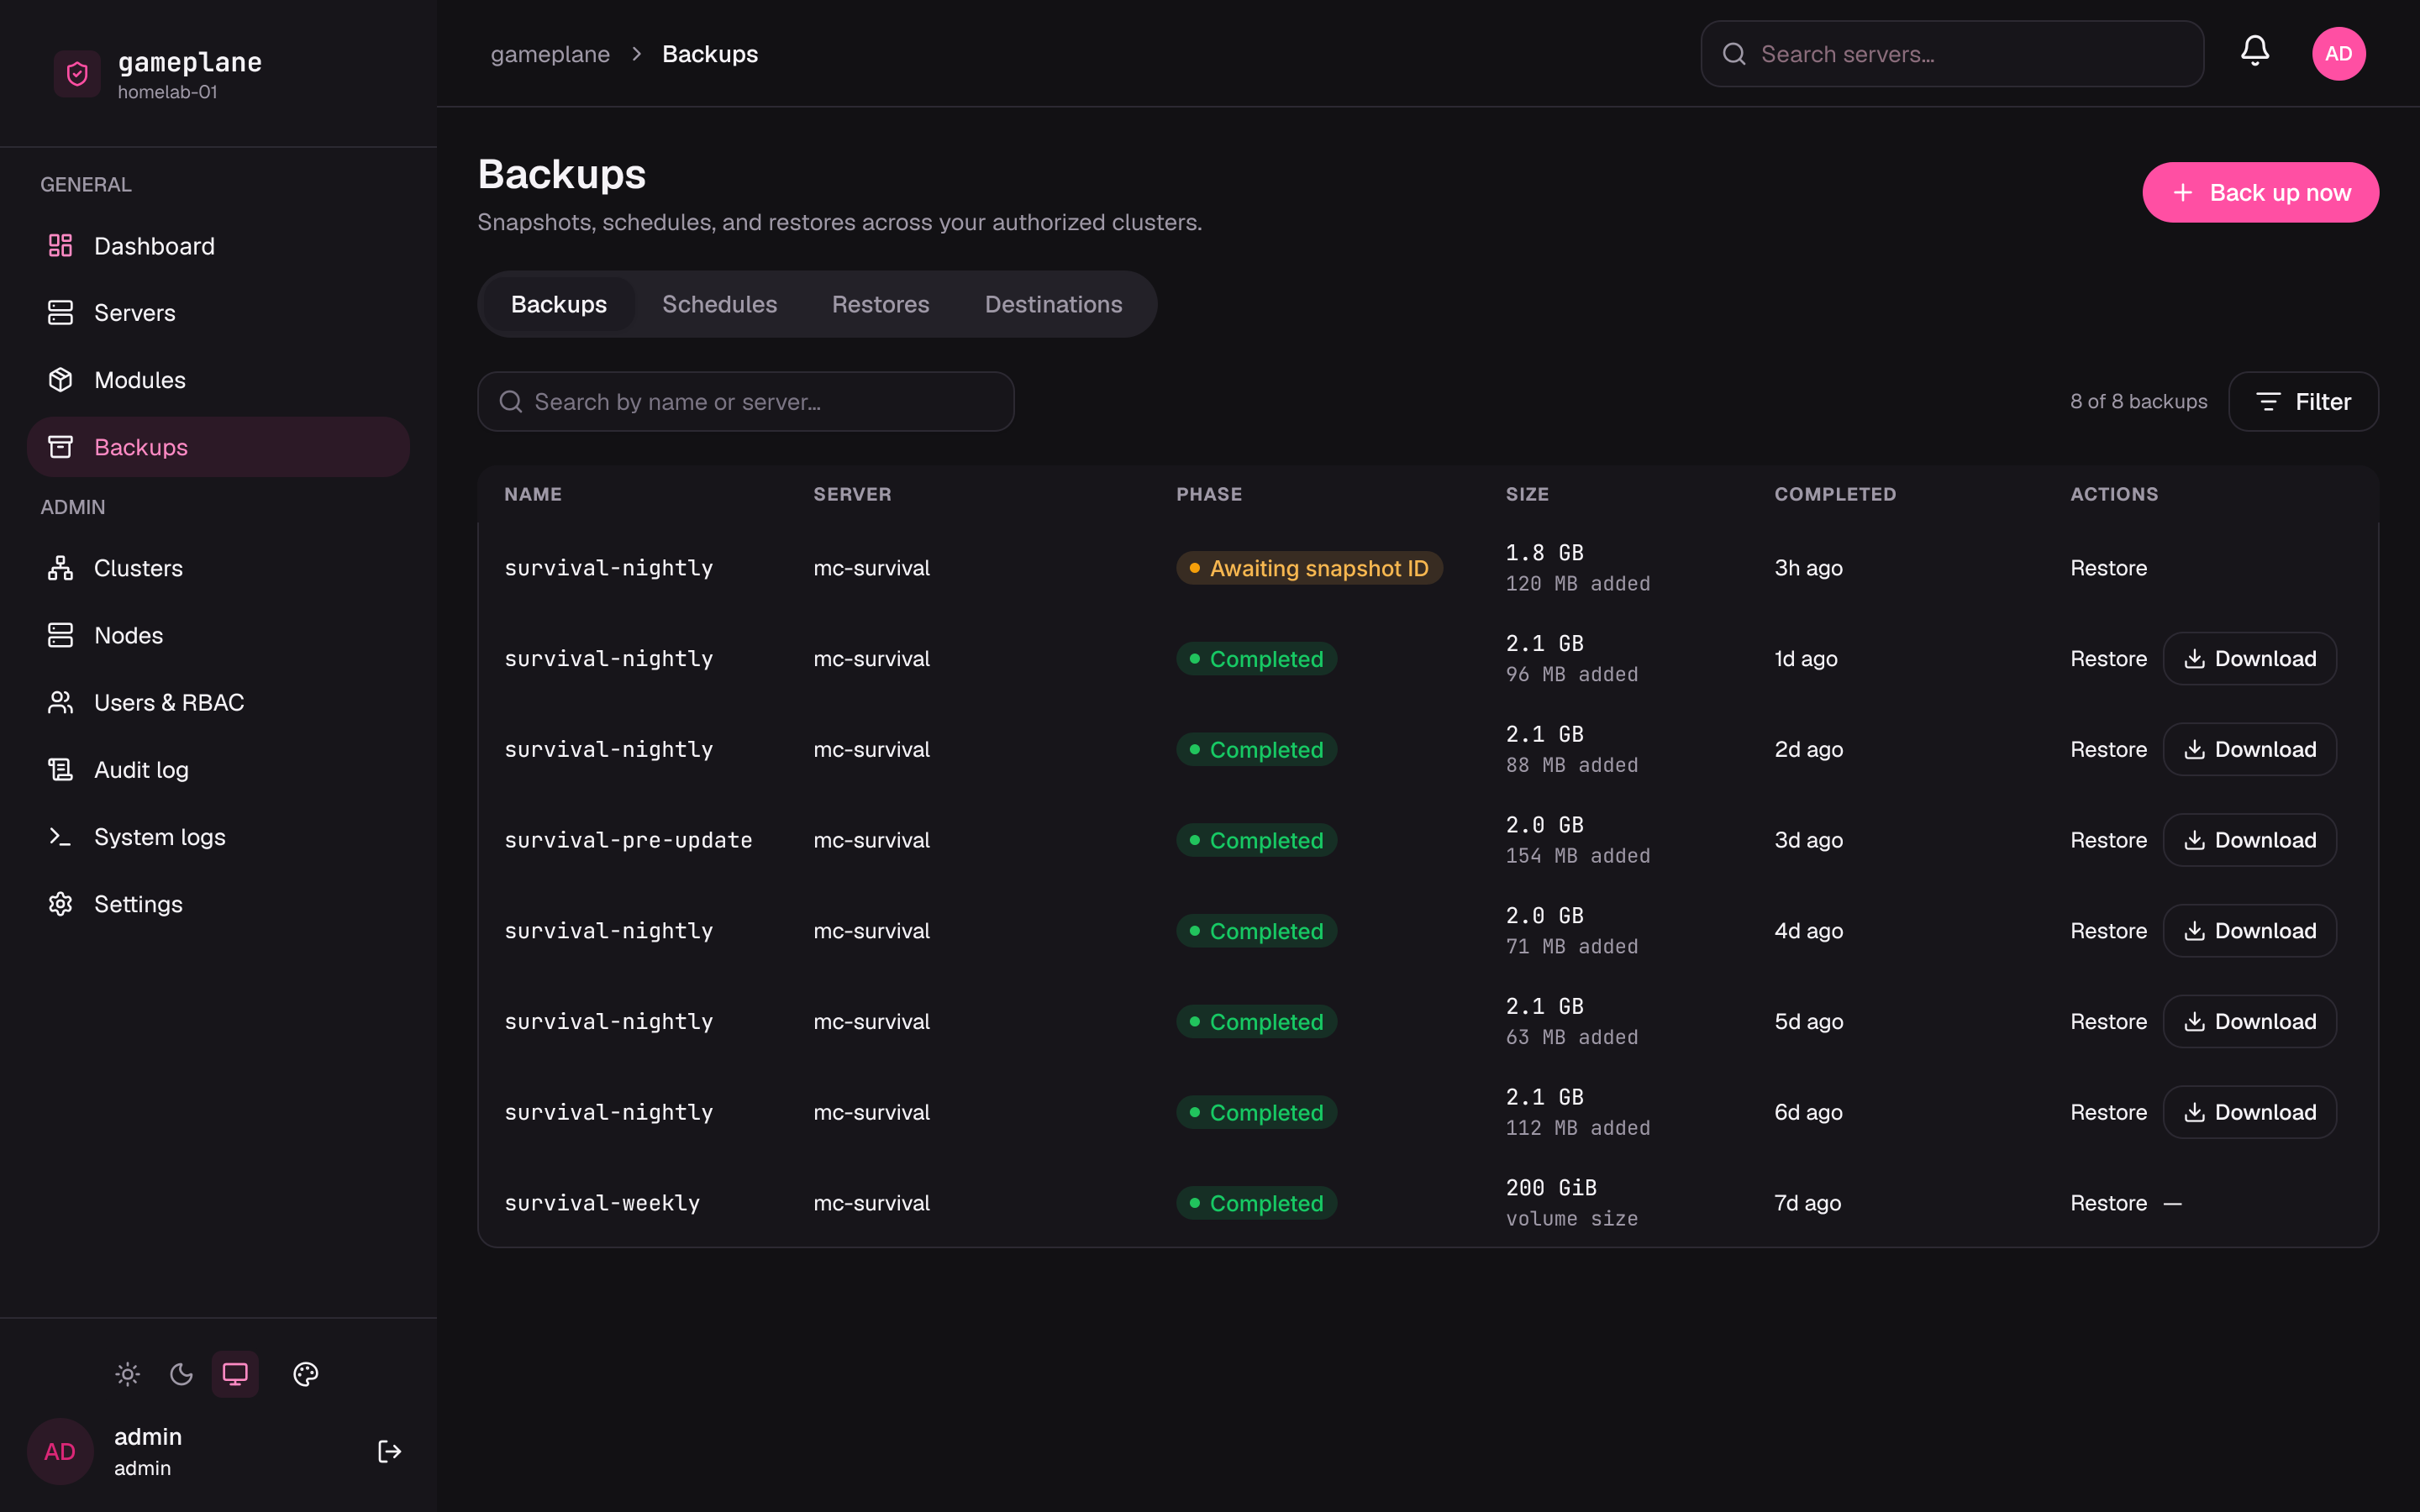 gameplane
homelab-01
GENERAL
Dashboard
Servers
Modules
Backups
ADMIN
Clusters
Nodes
Users & RBAC
Audit log
System logs
Settings
AD
admin
admin
gameplane > Backups
Search servers...
AD
Backups
Snapshots, schedules, and restores across your authorized clusters.
Back up now
Backups Schedules Restores Destinations
Search by name or server...
8 of 8 backups
Filter
NAME SERVER PHASE SIZE COMPLETED ACTIONS
survival-nightly mc-survival Awaiting snapshot ID 1.8 GB 3h ago Restore
120 MB added
survival-nightly mc-survival Completed 2.1 GB 1d ago Restore Download
96 MB added
survival-nightly mc-survival Completed 2.1 GB 2d ago Restore Download
88 MB added
survival-pre-update mc-survival Completed 2.0 GB 3d ago Restore Download
154 MB added
survival-nightly mc-survival Completed 2.0 GB 4d ago Restore Download
71 MB added
survival-nightly mc-survival Completed 2.1 GB 5d ago Restore Download
63 MB added
survival-nightly mc-survival Completed 2.1 GB 6d ago Restore Download
112 MB added
survival-weekly mc-survival Completed 200 GiB 7d ago Restore —
volume size